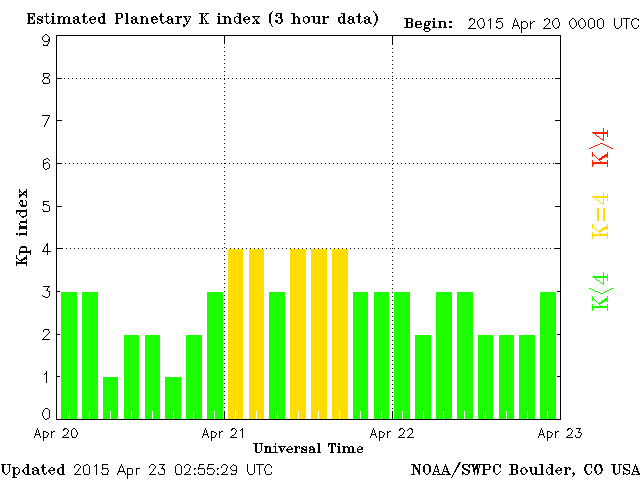 Estimated Planetary K index (3 hour data)
Begin: 2015 Apr 20 0000 UTC
9
8
7
6
5
4
3
2
1
0
Kp index
K>4
K=4
K<4
Apr 20
Apr 21
Apr 22
Apr 23
Universal Time
Updated 2015 Apr 23 02:55:29 UTC
NOAA/SWPC Boulder, CO USA